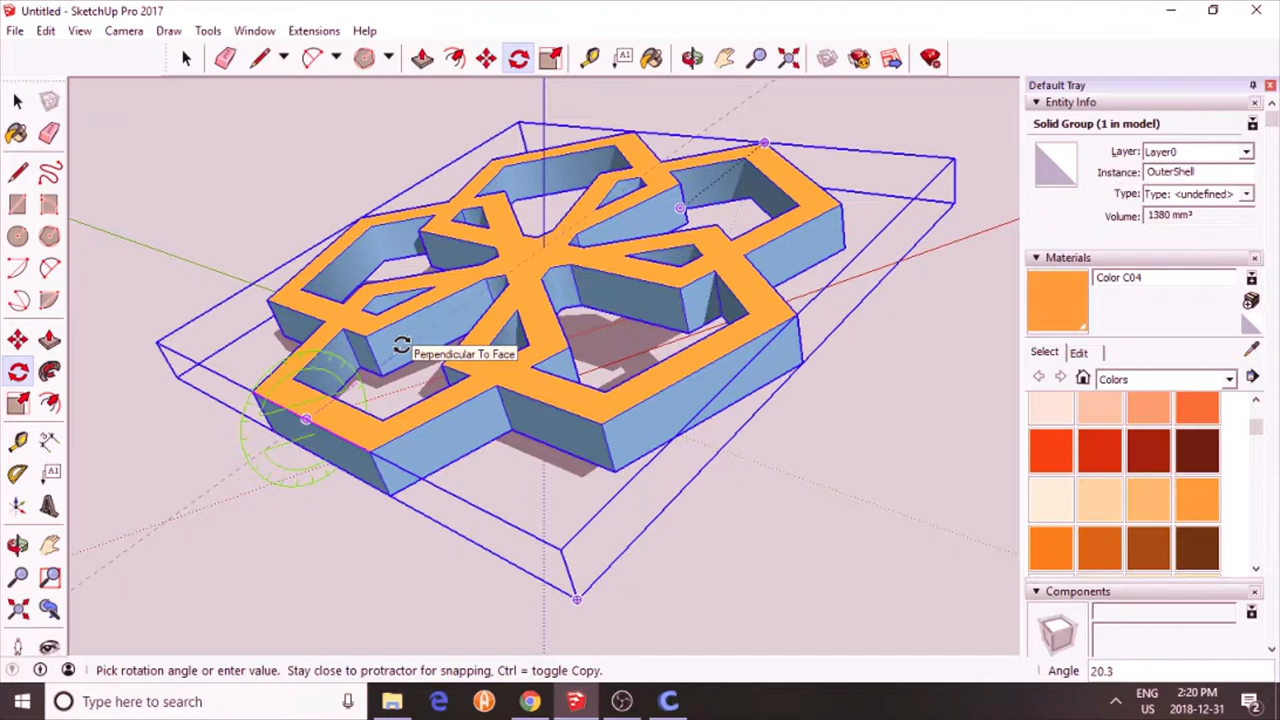 Untitled - SketchUp Pro 2017
File Edit View Camera Draw Tools Window Extensions Help
Default Tray
Entity Info
Solid Group (1 in model)
Layer: Layer0
Instance: OuterShell
Type: Type: <undefined>
Volume: 1380 mm³
Materials
Color C04
Select Edit
Colors
Perpendicular To Face
Components
Pick rotation angle or enter value. Stay close to protractor for snapping, Ctrl = toggle Copy.
Angle 20.3
Type here to search
ENG 2:20 PM
US 2018-12-31
2